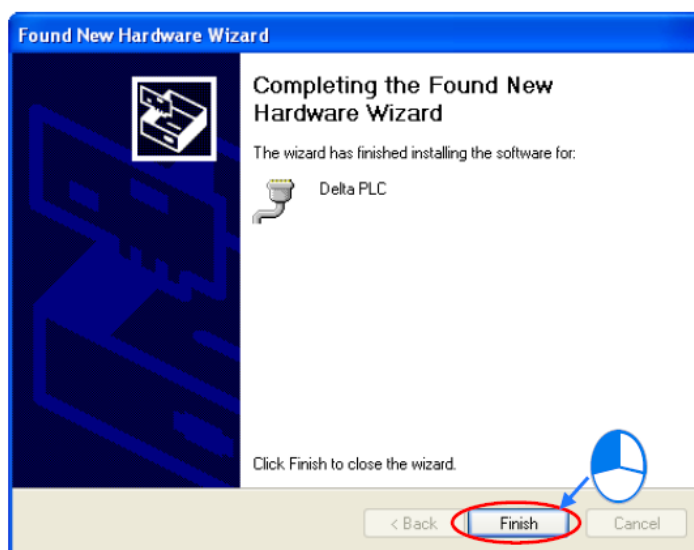 Found New Hardware Wizard
Completing the Found New
Hardware Wizard
The wizard has finished installing the software for:
Delta PLC
Click Finish to close the wizard.
< Back
Finish
Cancel